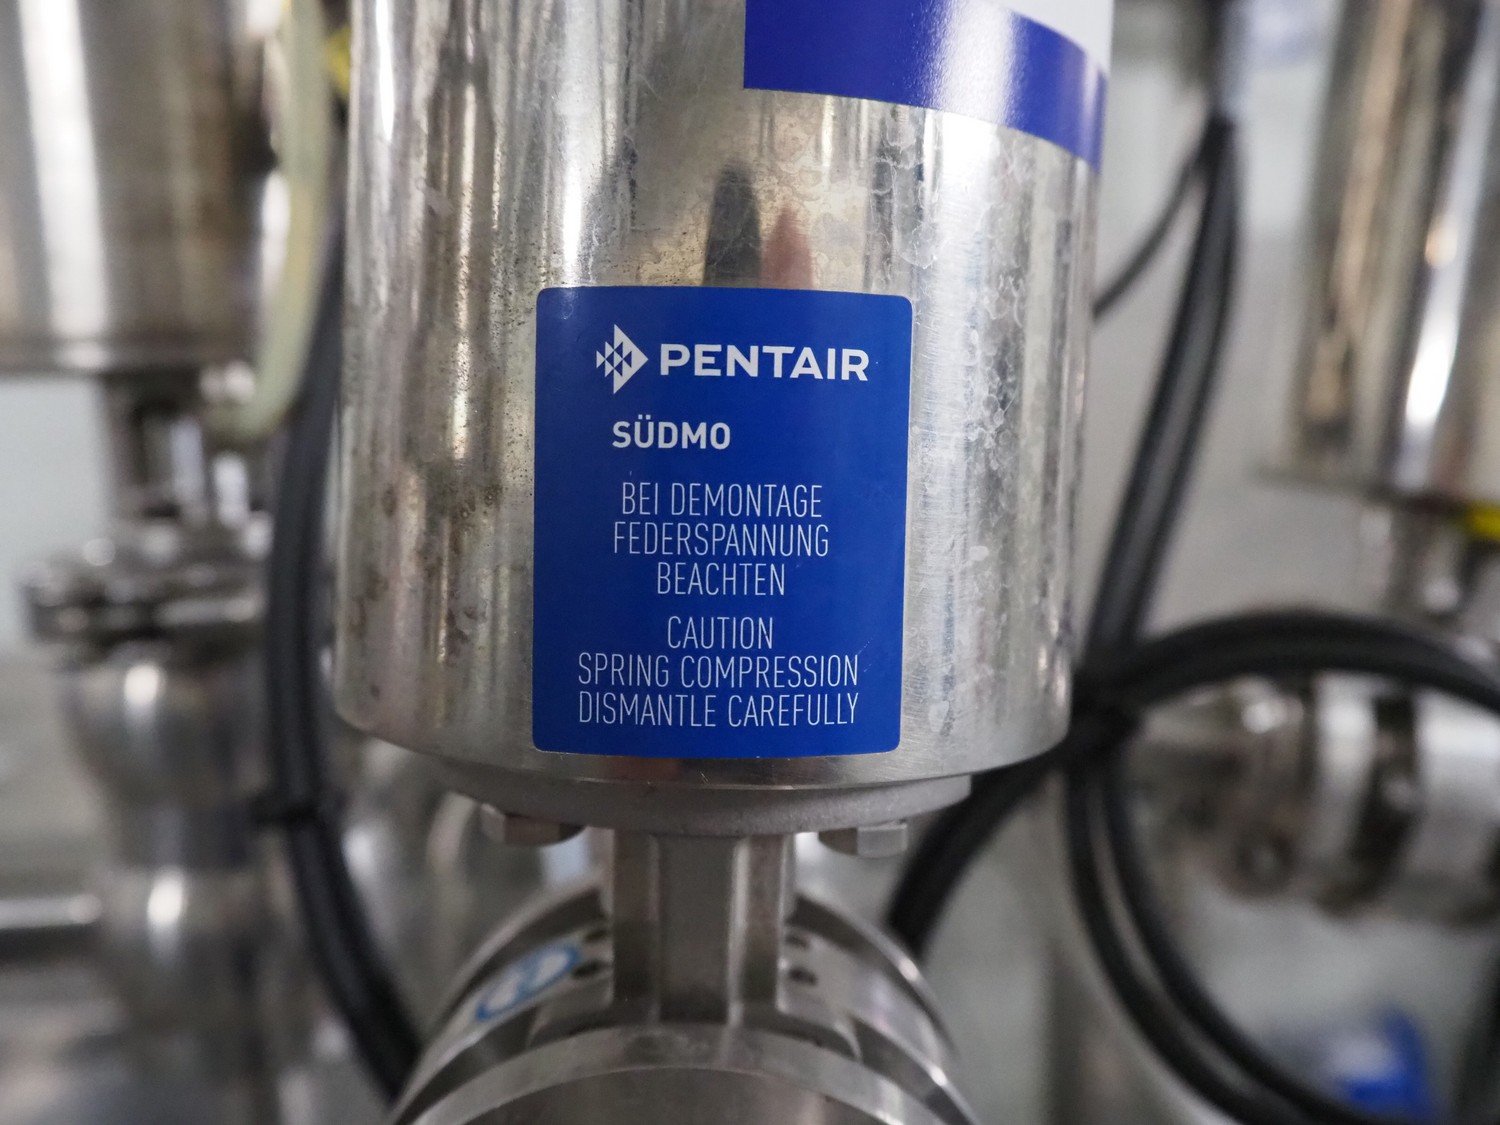 PENTAIR
SÜDMO
BEI DEMONTAGE
FEDERSPANNUNG
BEACHTEN
CAUTION
SPRING COMPRESSION
DISMANTLE CAREFULLY